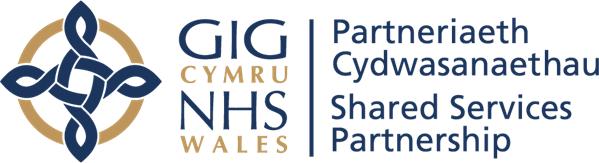 GIG
CYMRU
NHS
WALES
Partneriaeth
Cydwasanaethau
Shared Services
Partnership